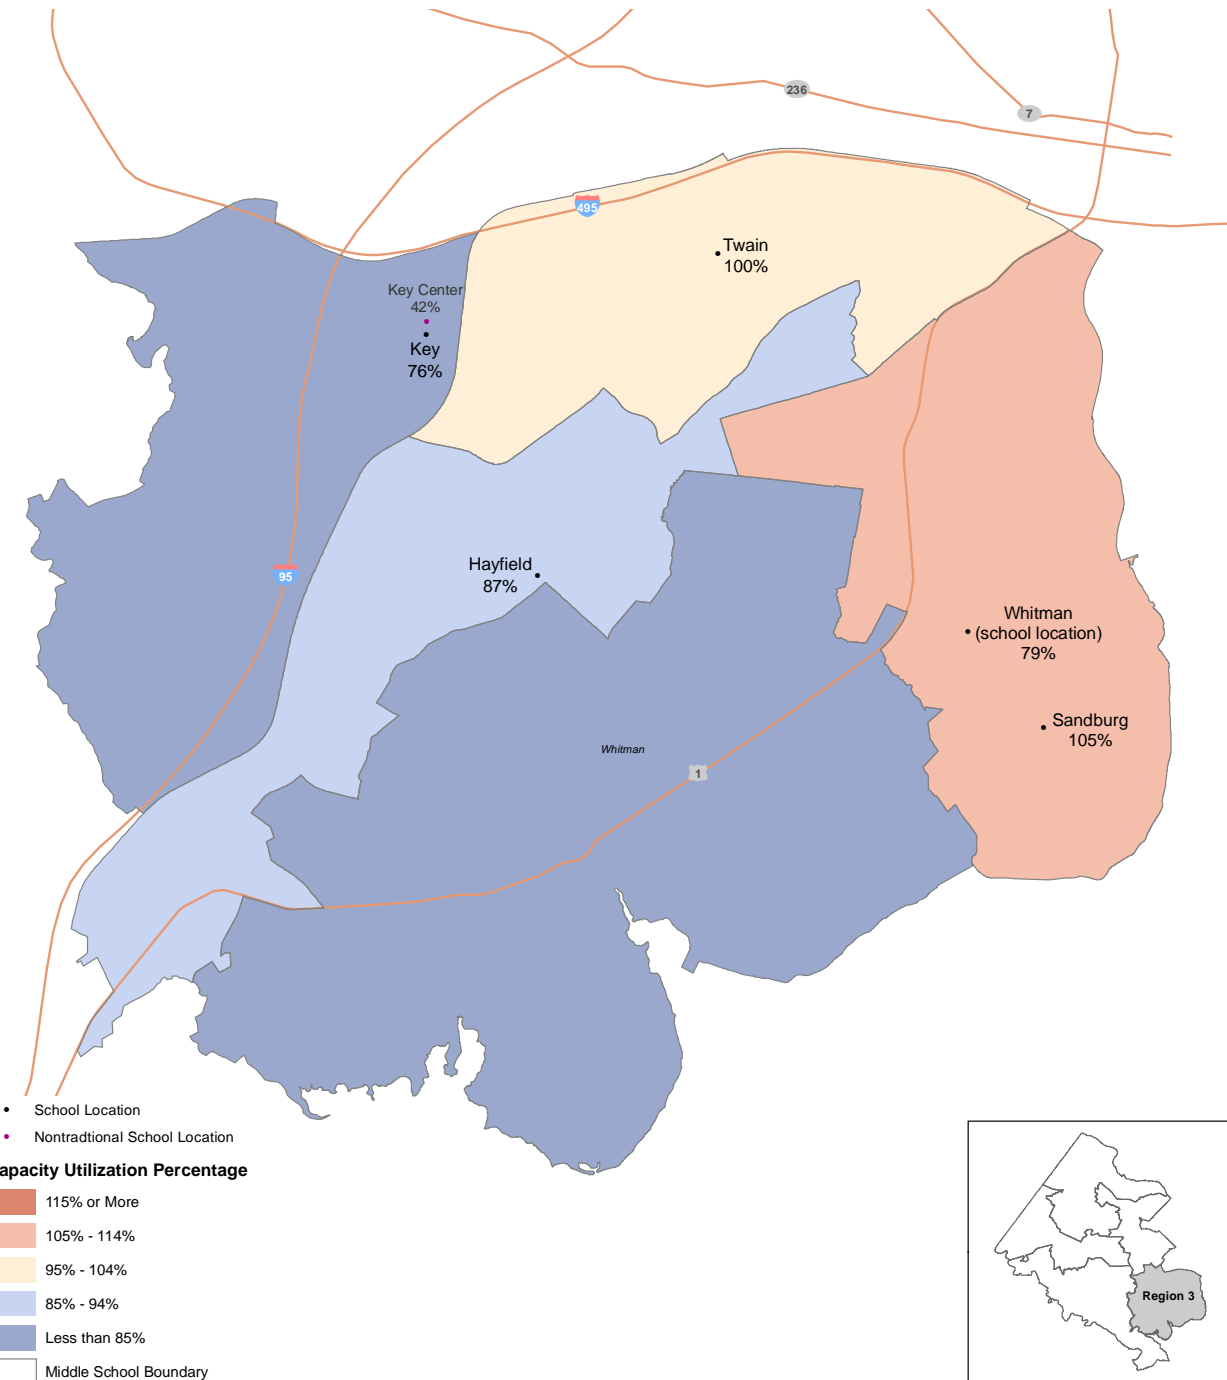 236
7
495
Twain
100%
Key Center
42%
Key
76%
Hayfield
87%
95
Whitman
(school location)
79%
Sandburg
105%
Whitman
1
School Location
Nontradtional School Location
apacity Utilization Percentage
115% or More
105% - 114%
95% - 104%
85% - 94%
Less than 85%
Middle School Boundary
Region 3